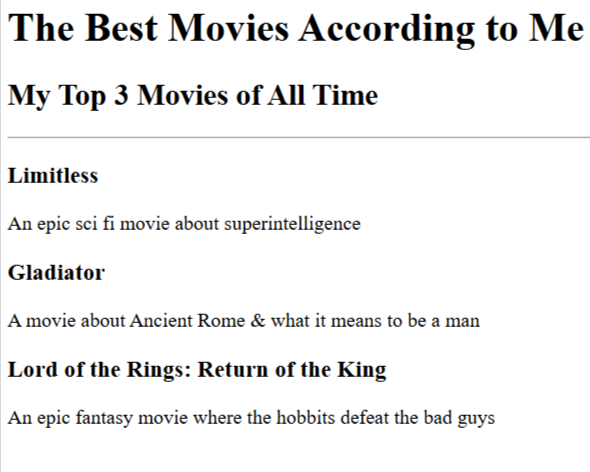 The Best Movies According to Me
My Top 3 Movies of All Time
Limitless
An epic sci fi movie about superintelligence
Gladiator
A movie about Ancient Rome & what it means to be a man
Lord of the Rings: Return of the King
An epic fantasy movie where the hobbits defeat the bad guys